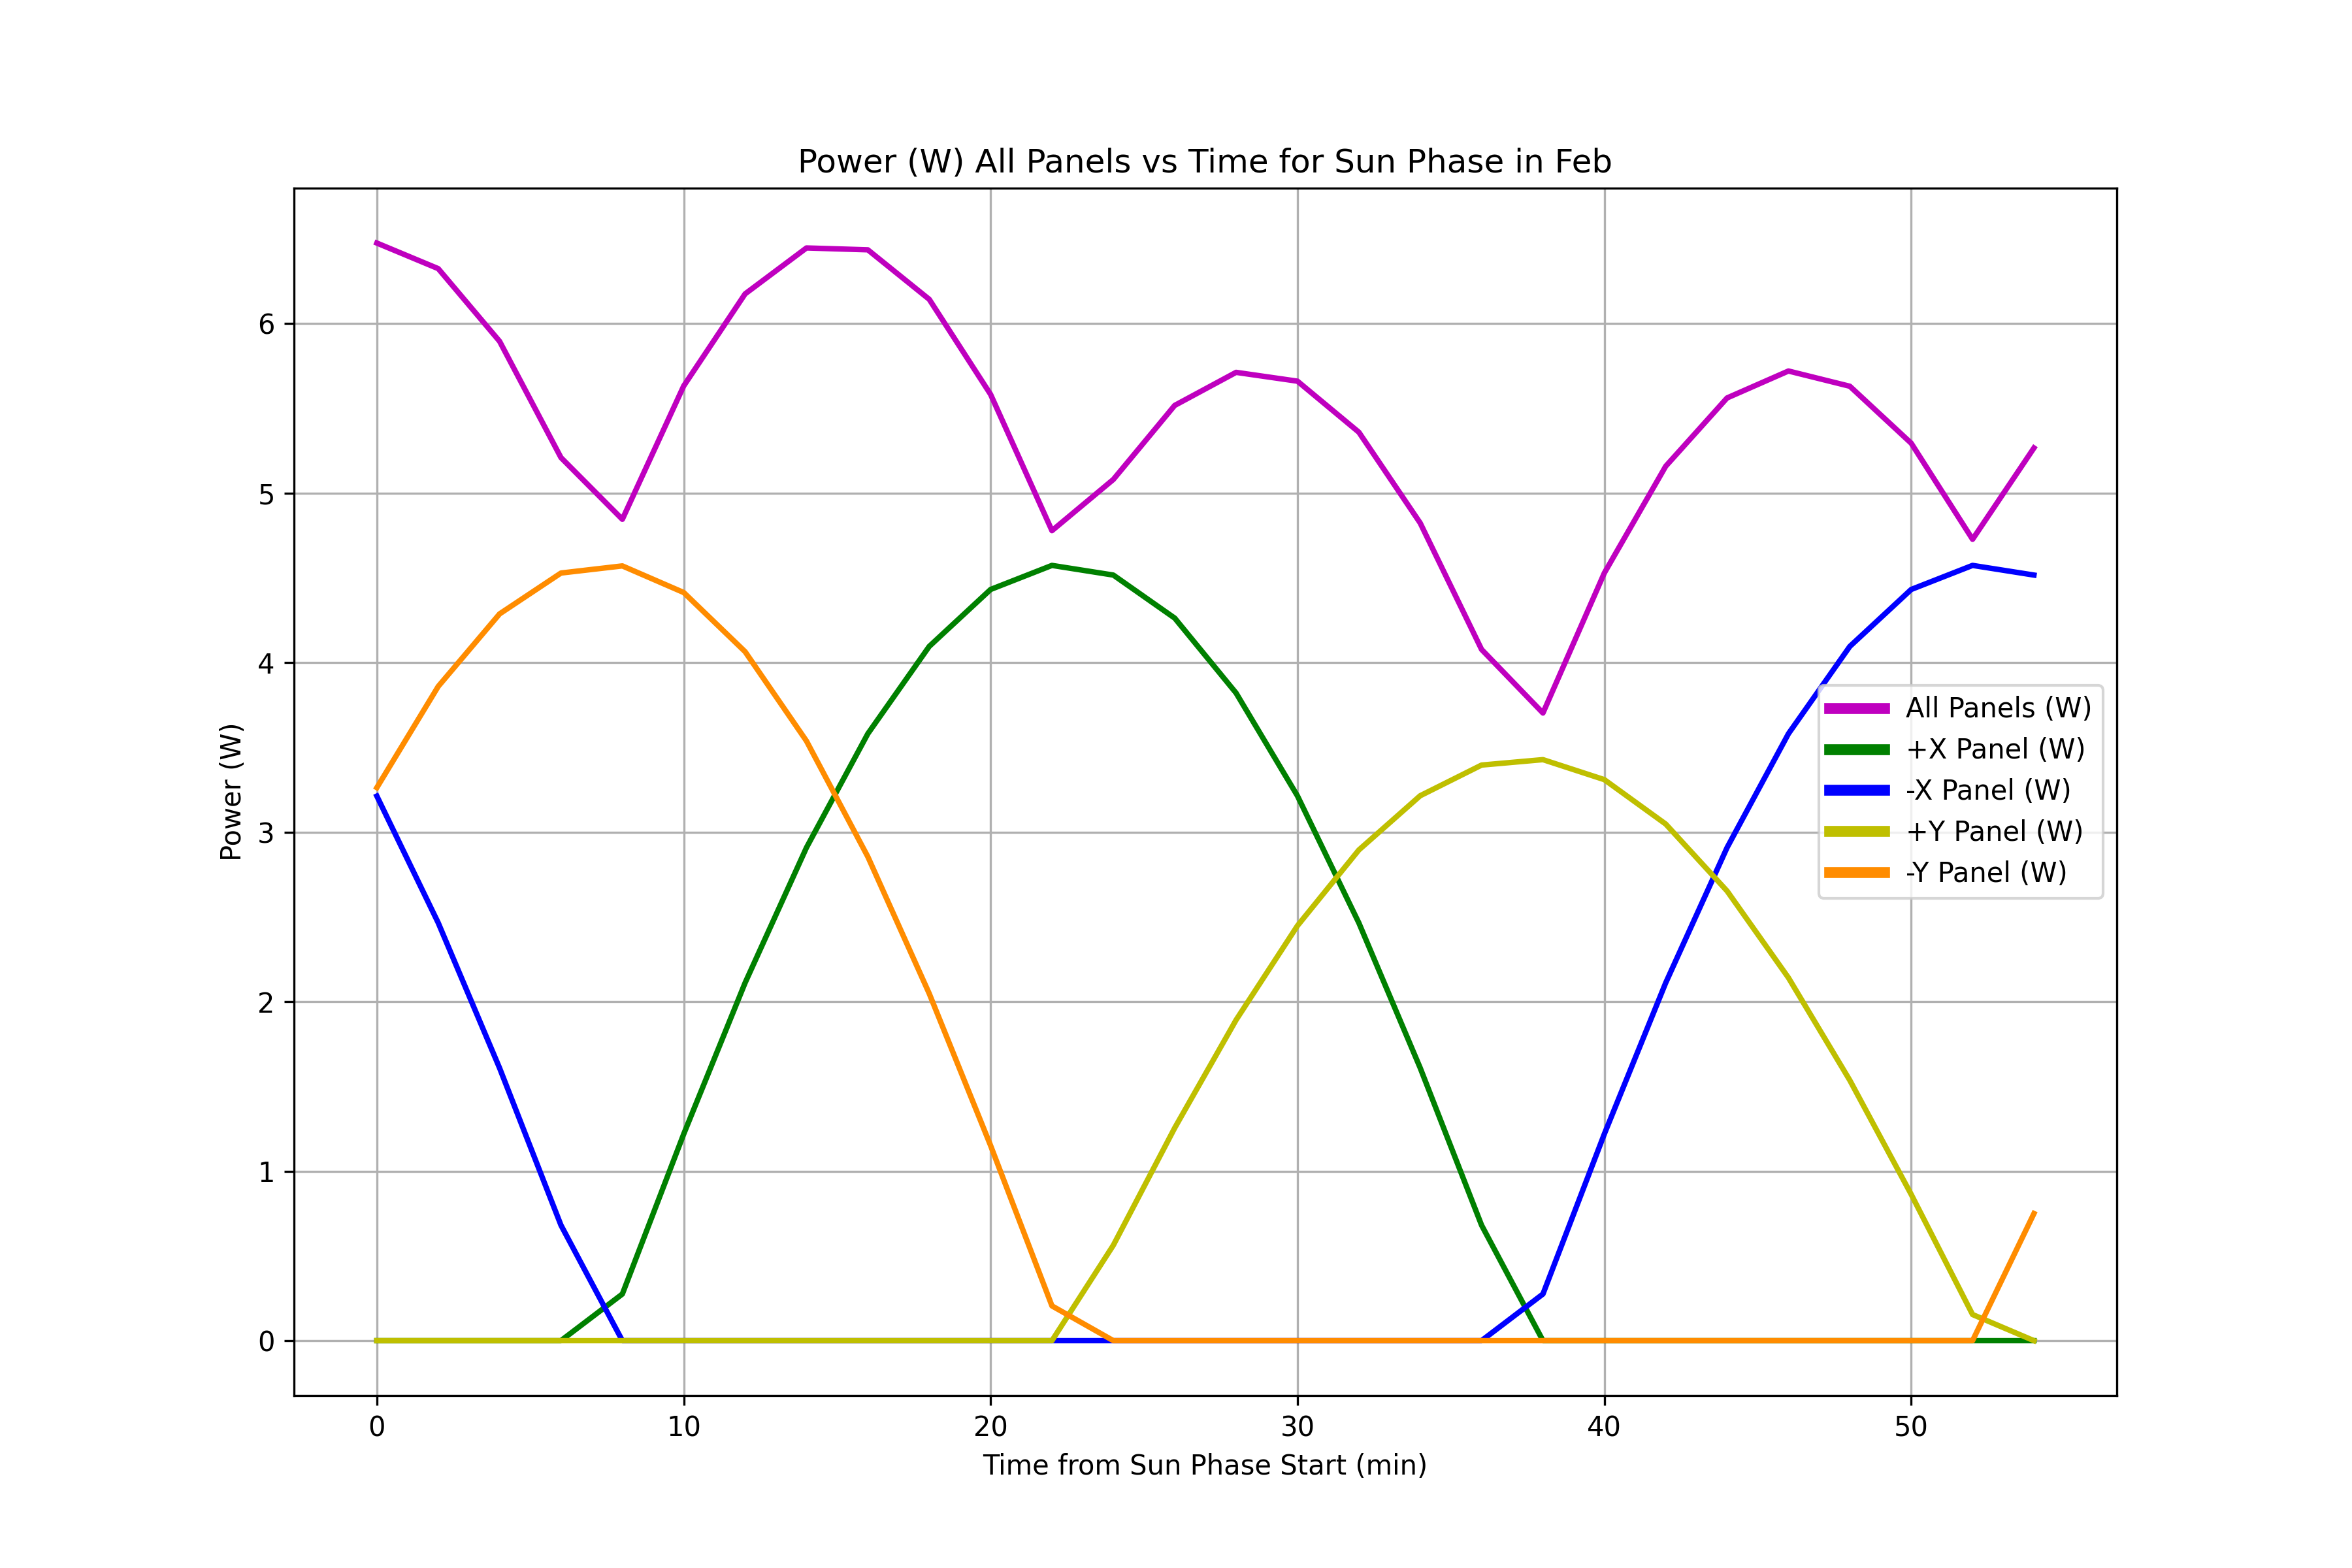 Power (W) All Panels vs Time for Sun Phase in Feb
Power (W)
6
5
4
3
2
1
0
All Panels (W)
+X Panel (W)
-X Panel (W)
+Y Panel (W)
-Y Panel (W)
0 10 20 30 40 50
Time from Sun Phase Start (min)